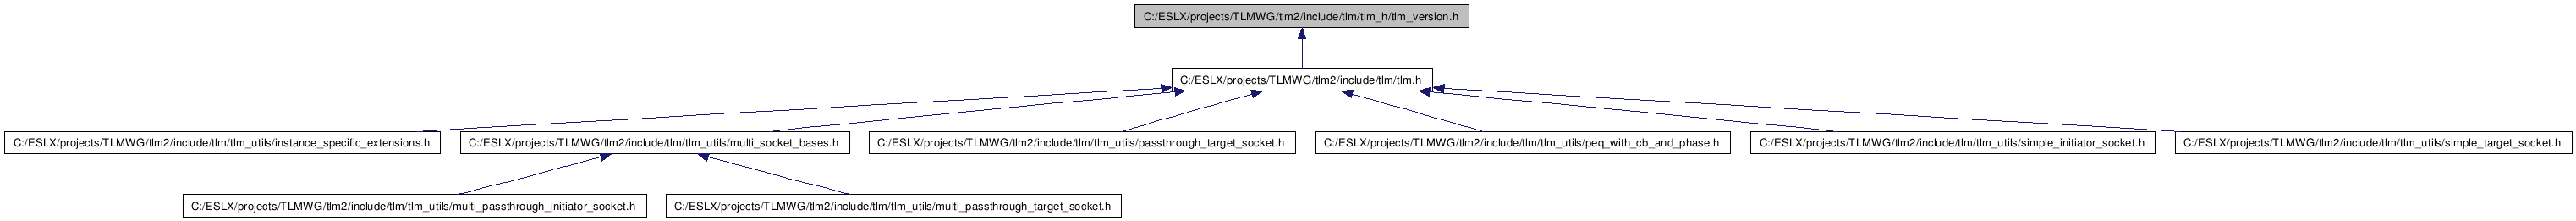 C:/ESLX/projects/TLMWG/tlm2/include/tlm/tlm_h/tlm_version.h
C:/ESLX/projects/TLMWG/tlm2/include/tlm/tlm.h
C:/ESLX/projects/TLMWG/tlm2/include/tlm/tlm_utils/instance_specific_extensions.h
C:/ESLX/projects/TLMWG/tlm2/include/tlm/tlm_utils/multi_socket_bases.h
C:/ESLX/projects/TLMWG/tlm2/include/tlm/tlm_utils/passthrough_target_socket.h
C:/ESLX/projects/TLMWG/tlm2/include/tlm/tlm_utils/peq_with_cb_and_phase.h
C:/ESLX/projects/TLMWG/tlm2/include/tlm/tlm_utils/simple_initiator_socket.h
C:/ESLX/projects/TLMWG/tlm2/include/tlm/tlm_utils/simple_target_socket.h
C:/ESLX/projects/TLMWG/tlm2/include/tlm/tlm_utils/multi_passthrough_initiator_socket.h
C:/ESLX/projects/TLMWG/tlm2/include/tlm/tlm_utils/multi_passthrough_target_socket.h